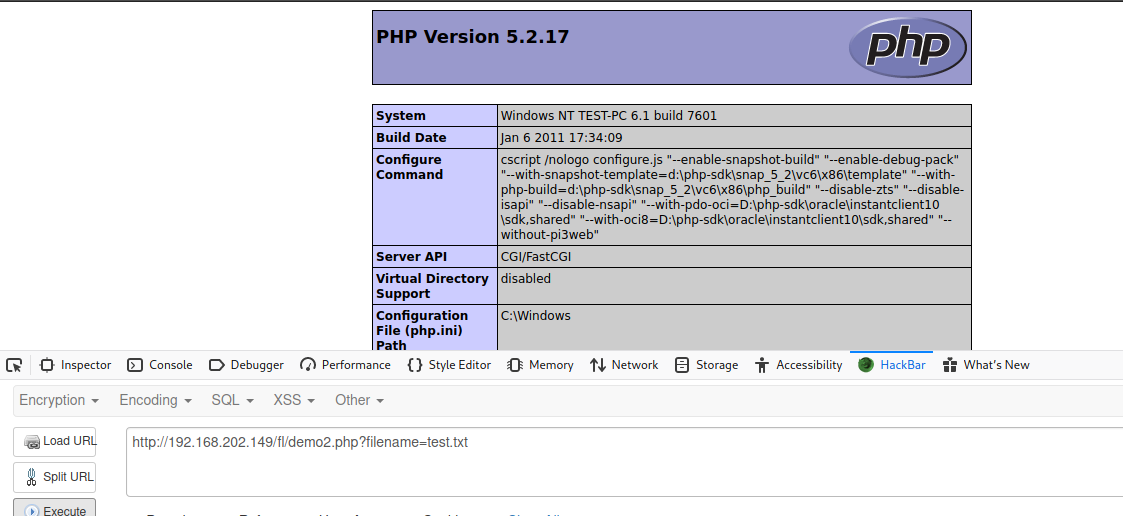 PHP Version 5.2.17
php
System Windows NT TEST-PC 6.1 build 7601
Build Date Jan 6 2011 17:34:09
Configure Command cscript /nologo configure.js "--enable-snapshot-build" "--enable-debug-pack"
"--with-snapshot-template=d:\php-sdk\snap_5_2\vc6\x86\template" "--with-
php-build=d:\php-sdk\snap_5_2\vc6\x86\php_build" "--disable-zts" "--disable-
isapi" "--disable-nsapi" "--with-pdo-oci=D:\php-sdk\oracle\instantclient10
\sdk,shared" "--with-oci8=D:\php-sdk\oracle\instantclient10\sdk,shared" "--
without-pi3web"
Server API CGI/FastCGI
Virtual Directory Support disabled
Configuration File (php.ini) Path C:\Windows
Inspector Console Debugger Performance Style Editor Memory Network Storage Accessibility HackBar What's New
Encryption Encoding SQL XSS Other
Load URL http://192.168.202.149/fl/demo2.php?filename=test.txt
Split URL
Execute